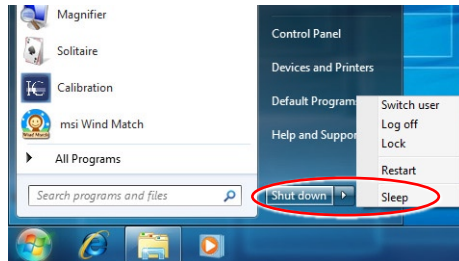 Magnifier
Solitaire
Calibration
msi Wind Match
All Programs
Search programs and files
Control Panel
Devices and Printers
Default Program
Help and Suppor
Shut down
Switch user
Log off
Lock
Restart
Sleep